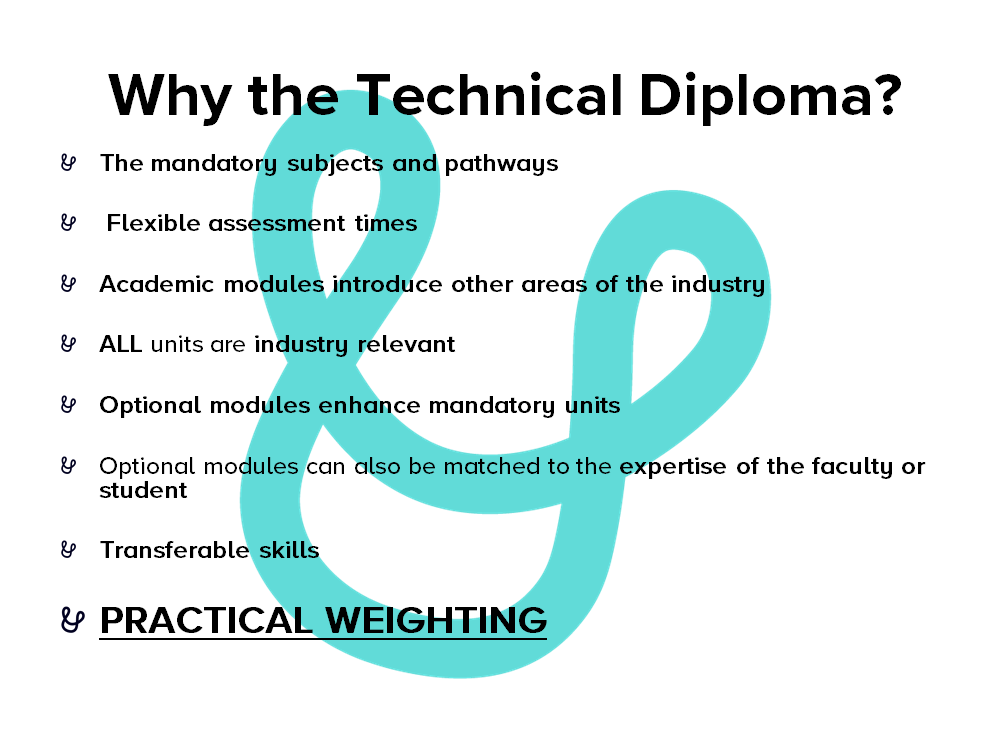 Why the Technical Diploma?
The mandatory subjects and pathways
Flexible assessment times
Academic modules introduce other areas of the industry
ALL units are industry relevant
Optional modules enhance mandatory units
Optional modules can also be matched to the expertise of the faculty or
student
Transferable skills
PRACTICAL WEIGHTING